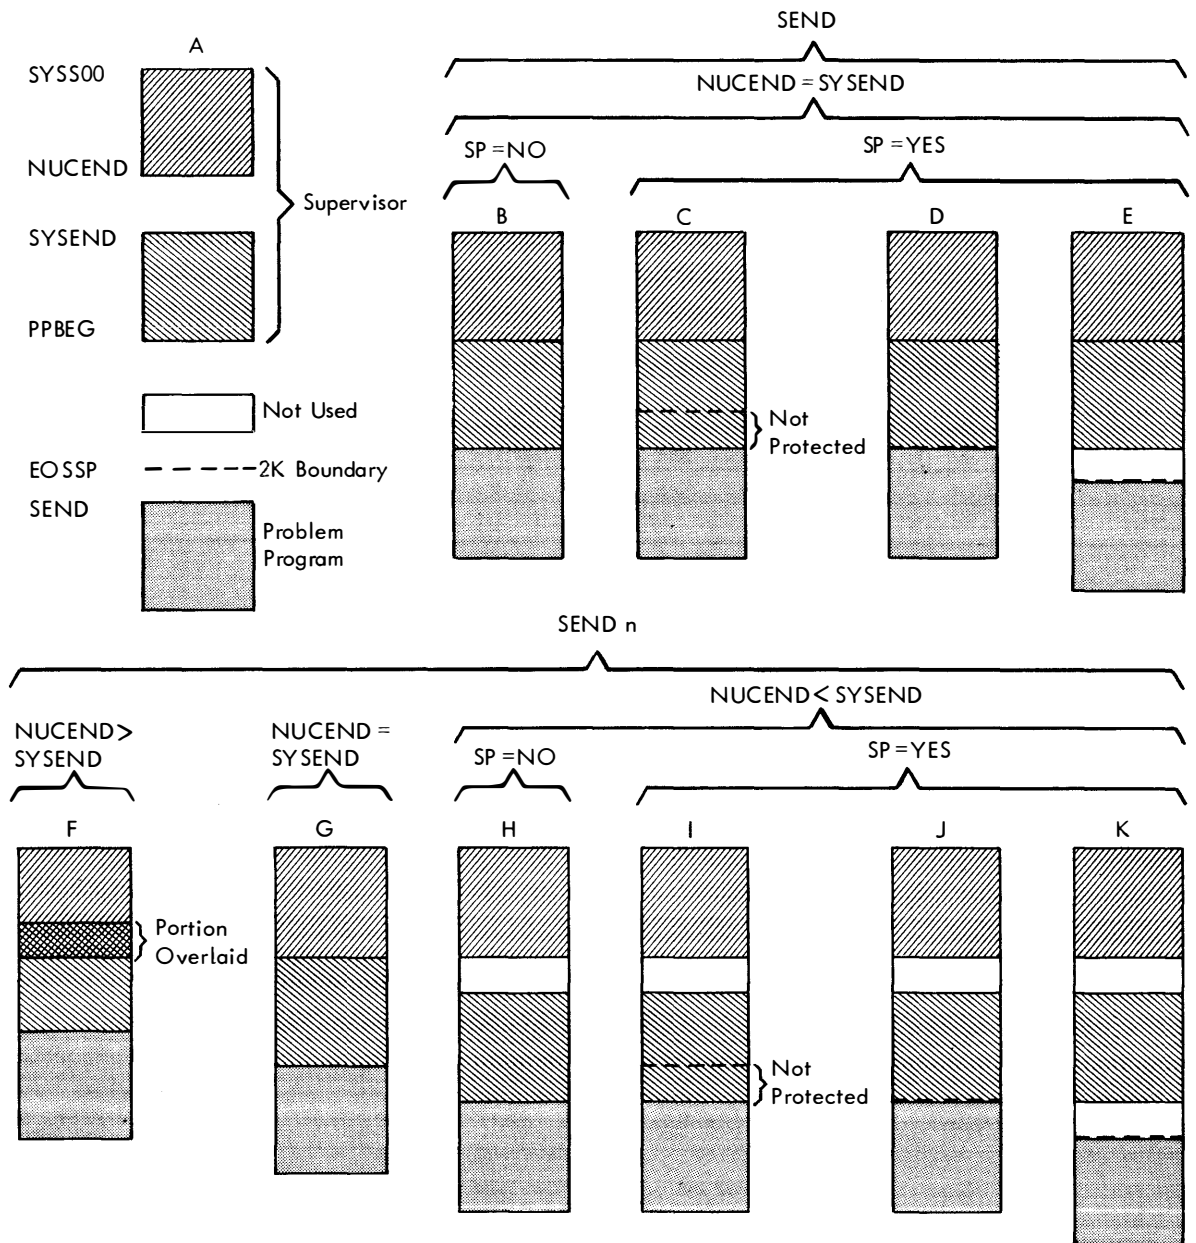 A
SYSS00
NUCEND
SYSEND
PPBEG
Supervisor
Not Used
EOSSP
2K Boundary
SEND
Problem
Program
SEND
NUCEND = SYSEND
SP = NO
SP = YES
B
C
D
E
Not
Protected
SEND n
NUCEND >
SYSEND
NUCEND =
SYSEND
NUCEND < SYSEND
SP = NO
SP = YES
F
G
H
I
J
K
Portion
Overlaid
Not
Protected